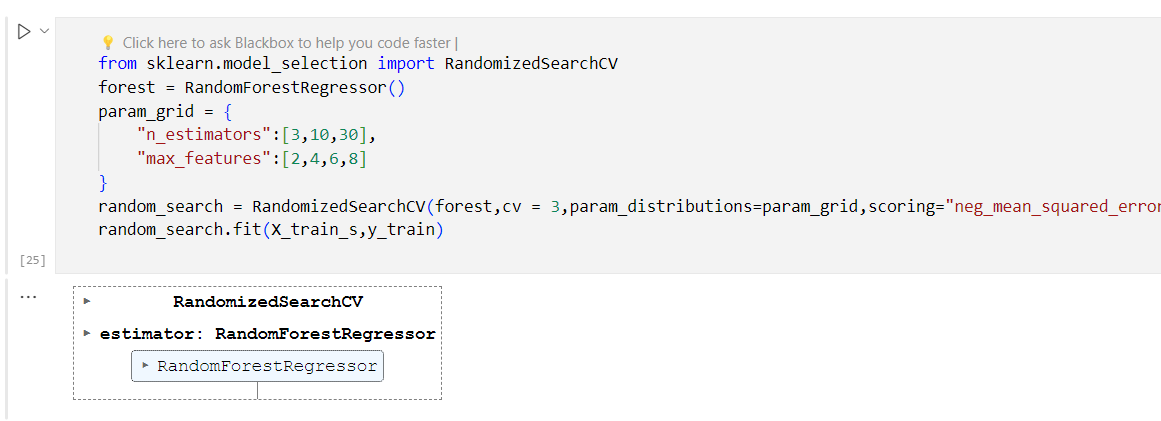 Click here to ask Blackbox to help you code faster |
from sklearn.model_selection import RandomizedSearchCV
forest = RandomForestRegressor()
param_grid = {
    "n_estimators":[3,10,30],
    "max_features":[2,4,6,8]
}
random_search = RandomizedSearchCV(forest,cv = 3,param_distributions=param_grid,scoring="neg_mean_squared_error
random_search.fit(X_train_s,y_train)
[25]
...
RandomizedSearchCV
estimator: RandomForestRegressor
RandomForestRegressor